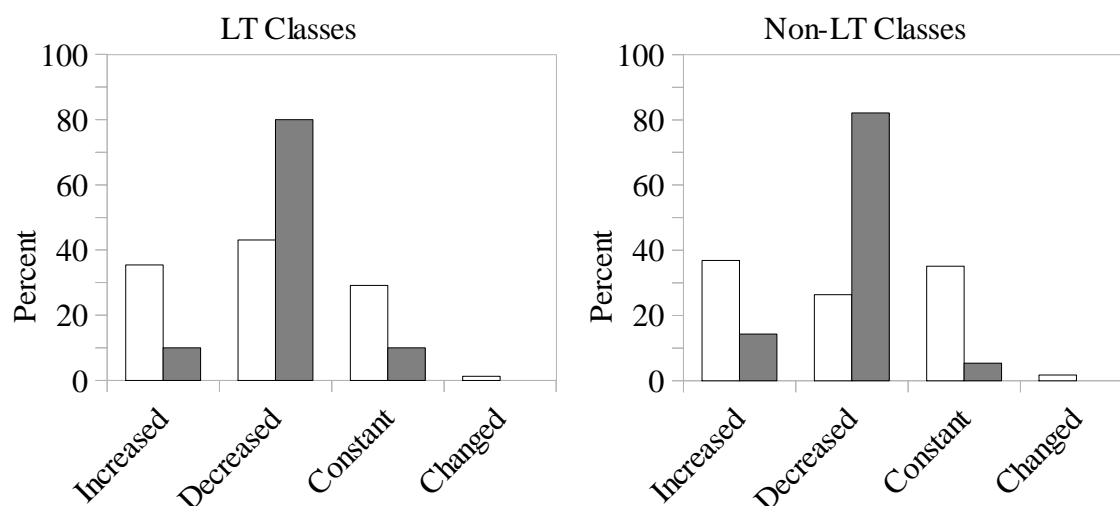 LT Classes
100
80
60
40
20
0
Percent
Increased
Decreased
Constant
Changed
Non-LT Classes
100
80
60
40
20
0
Percent
Increased
Decreased
Constant
Changed